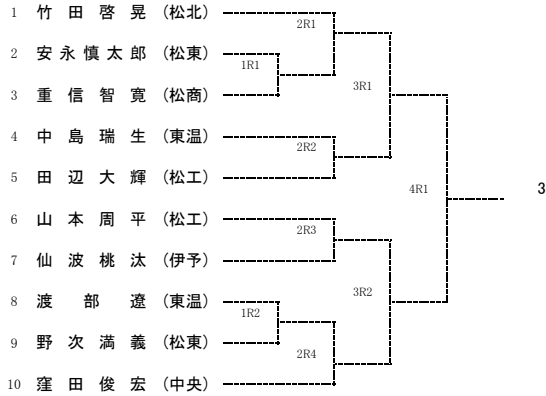 1 竹田啓晃 (松北)
2R1
2 安永慎太郎 (松東)
1R1
3R1
3 重信智寛 (松商)
4 中島瑞生 (東温)
2R2
5 田辺大輝 (松工)
4R1
3
6 山本周平 (松工)
2R3
7 仙波桃汰 (伊予)
3R2
8 渡部遼 (東温)
1R2
9 野次満義 (松東)
2R4
10 窪田俊宏 (中央)